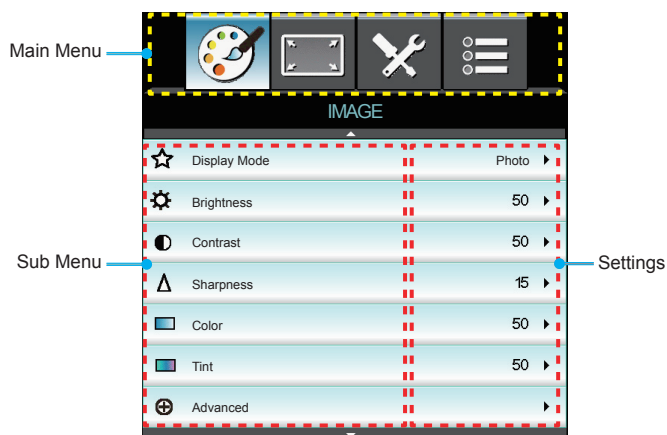 Main Menu
IMAGE
Display Mode Photo
Brightness 50
Contrast 50
Sub Menu
Settings
Sharpness 15
Color 50
Tint 50
Advanced